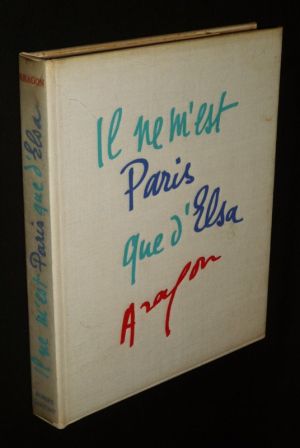 Il ne m'est
Paris
que d'Elsa
Aragon
ARAGON
Il ne m'est Paris que d'Elsa